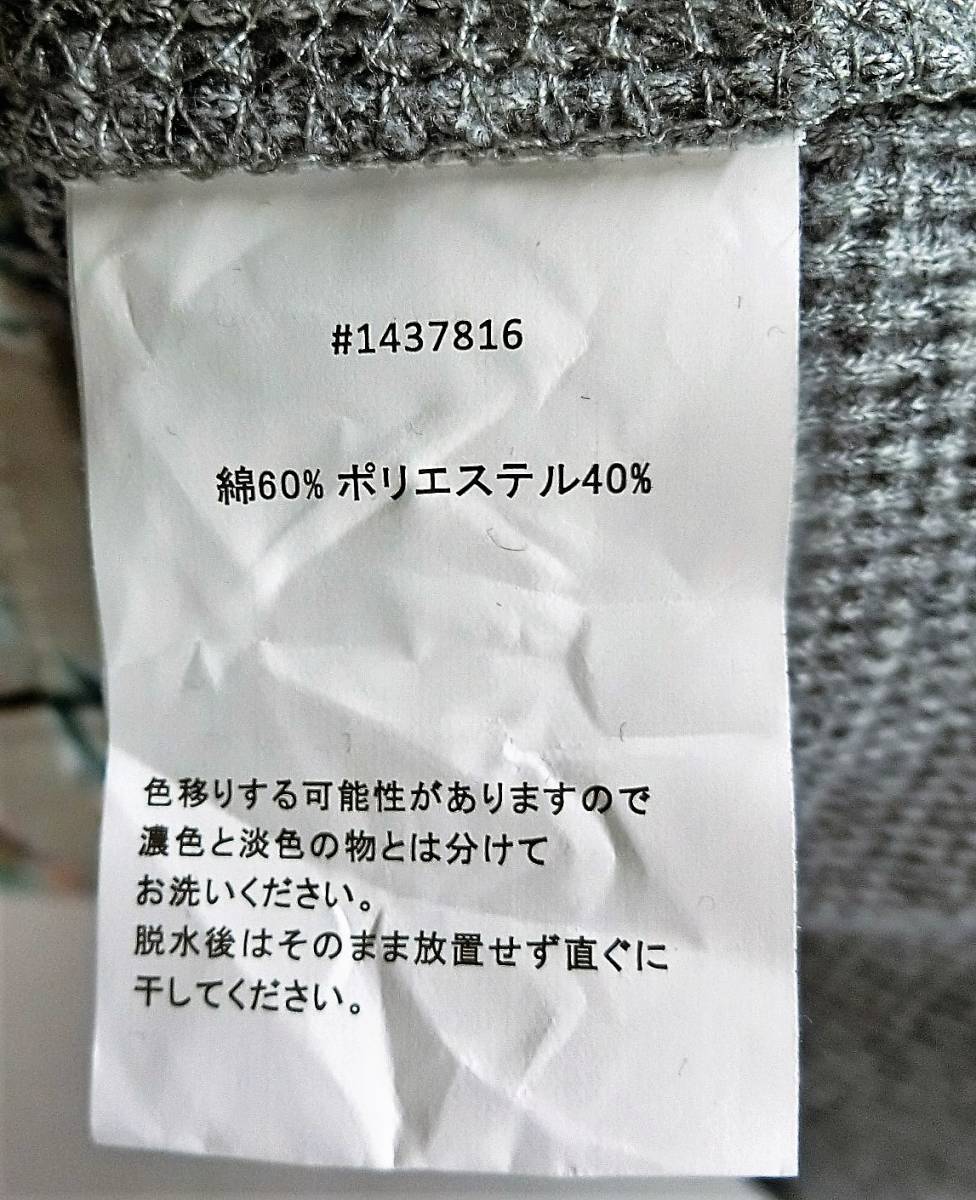 #1437816
綿60% ポリエステル40%
色移りする可能性がありますので
濃色と淡色の物とは分けて
お洗いください。
脱水後はそのまま放置せず直ぐに
干してください。